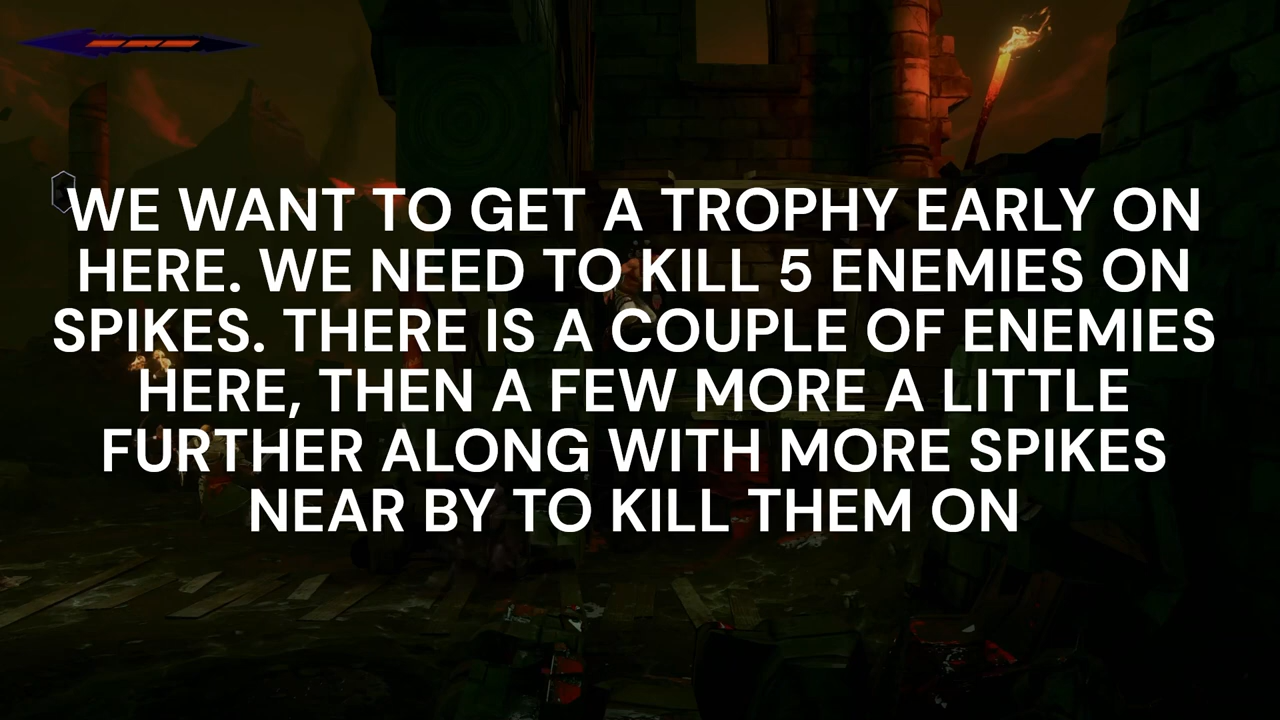 WE WANT TO GET A TROPHY EARLY ON
HERE. WE NEED TO KILL 5 ENEMIES ON
SPIKES. THERE IS A COUPLE OF ENEMIES
HERE, THEN A FEW MORE A LITTLE
FURTHER ALONG WITH MORE SPIKES
NEAR BY TO KILL THEM ON